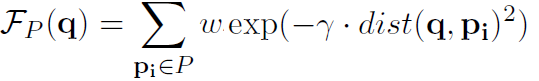 $\mathcal{F}_P(\mathbf{q}) = \sum_{\mathbf{p_i} \in P} w \exp(-\gamma \cdot dist(\mathbf{q}, \mathbf{p_i})^2)$